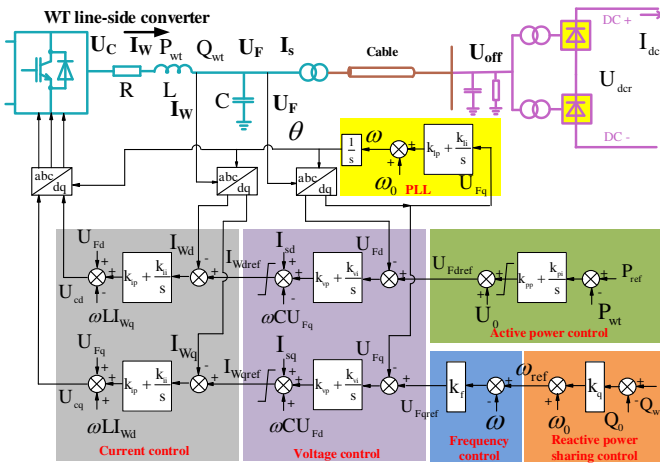 WT line-side converter
U_C
I_W
P_wt
Q_wt
U_F
I_s
Cable
U_off
DC +
I_dc
U_dcr
DC -
R
L
I_W
C
U_F
θ
1/s
ω
ω_0
k_Ip + k_Ii/s
U_Fq
PLL
abc dq
abc dq
abc dq
U_Fd
U_cd
ωLI_Wq
k_ip + k_ii/s
I_Wd
I_Wdref
I_sd
ωCU_Fq
k_vp + k_vi/s
U_Fd
U_Fdref
U_0
k_pp + k_pi/s
P_ref
P_wt
Active power control
U_Fq
U_cq
ωLI_Wd
k_ip + k_ii/s
I_Wq
I_Wqref
I_sq
ωCU_Fd
k_vp + k_vi/s
U_Fq
U_Fqref
k_f
ω
ω_ref
ω_0
k_q
Q_0
Q_w
Current control
Voltage control
Frequency control
Reactive power sharing control